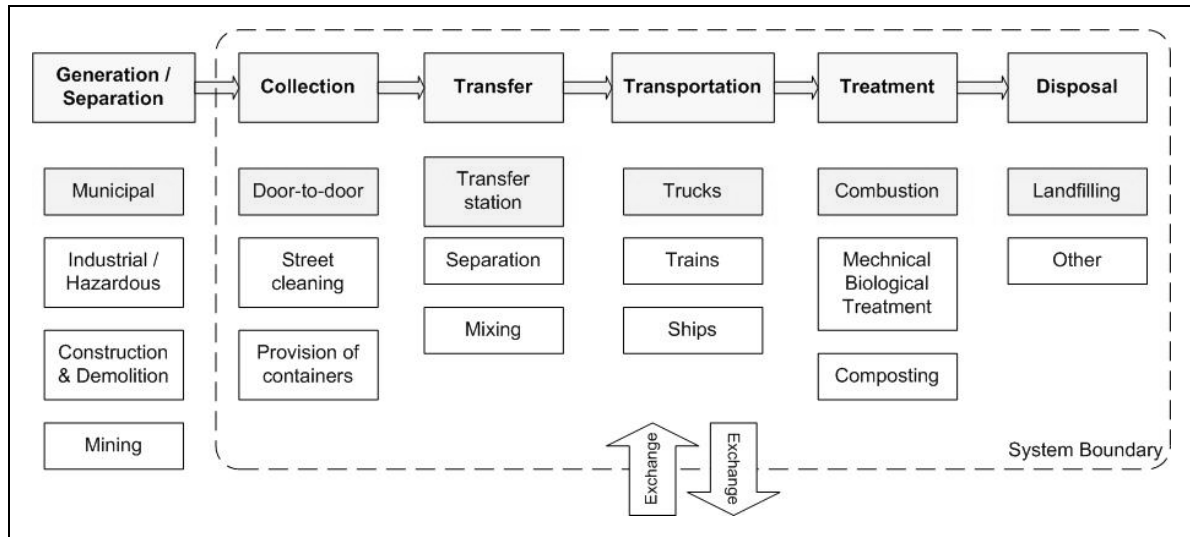 Generation /
Separation
Collection
Transfer
Transportation
Treatment
Disposal
Municipal
Door-to-door
Transfer
station
Trucks
Combustion
Landfilling
Industrial /
Hazardous
Street
cleaning
Separation
Trains
Mechnical
Biological
Treatment
Other
Construction
& Demolition
Provision of
containers
Mixing
Ships
Composting
Mining
Exchange
Exchange
System Boundary